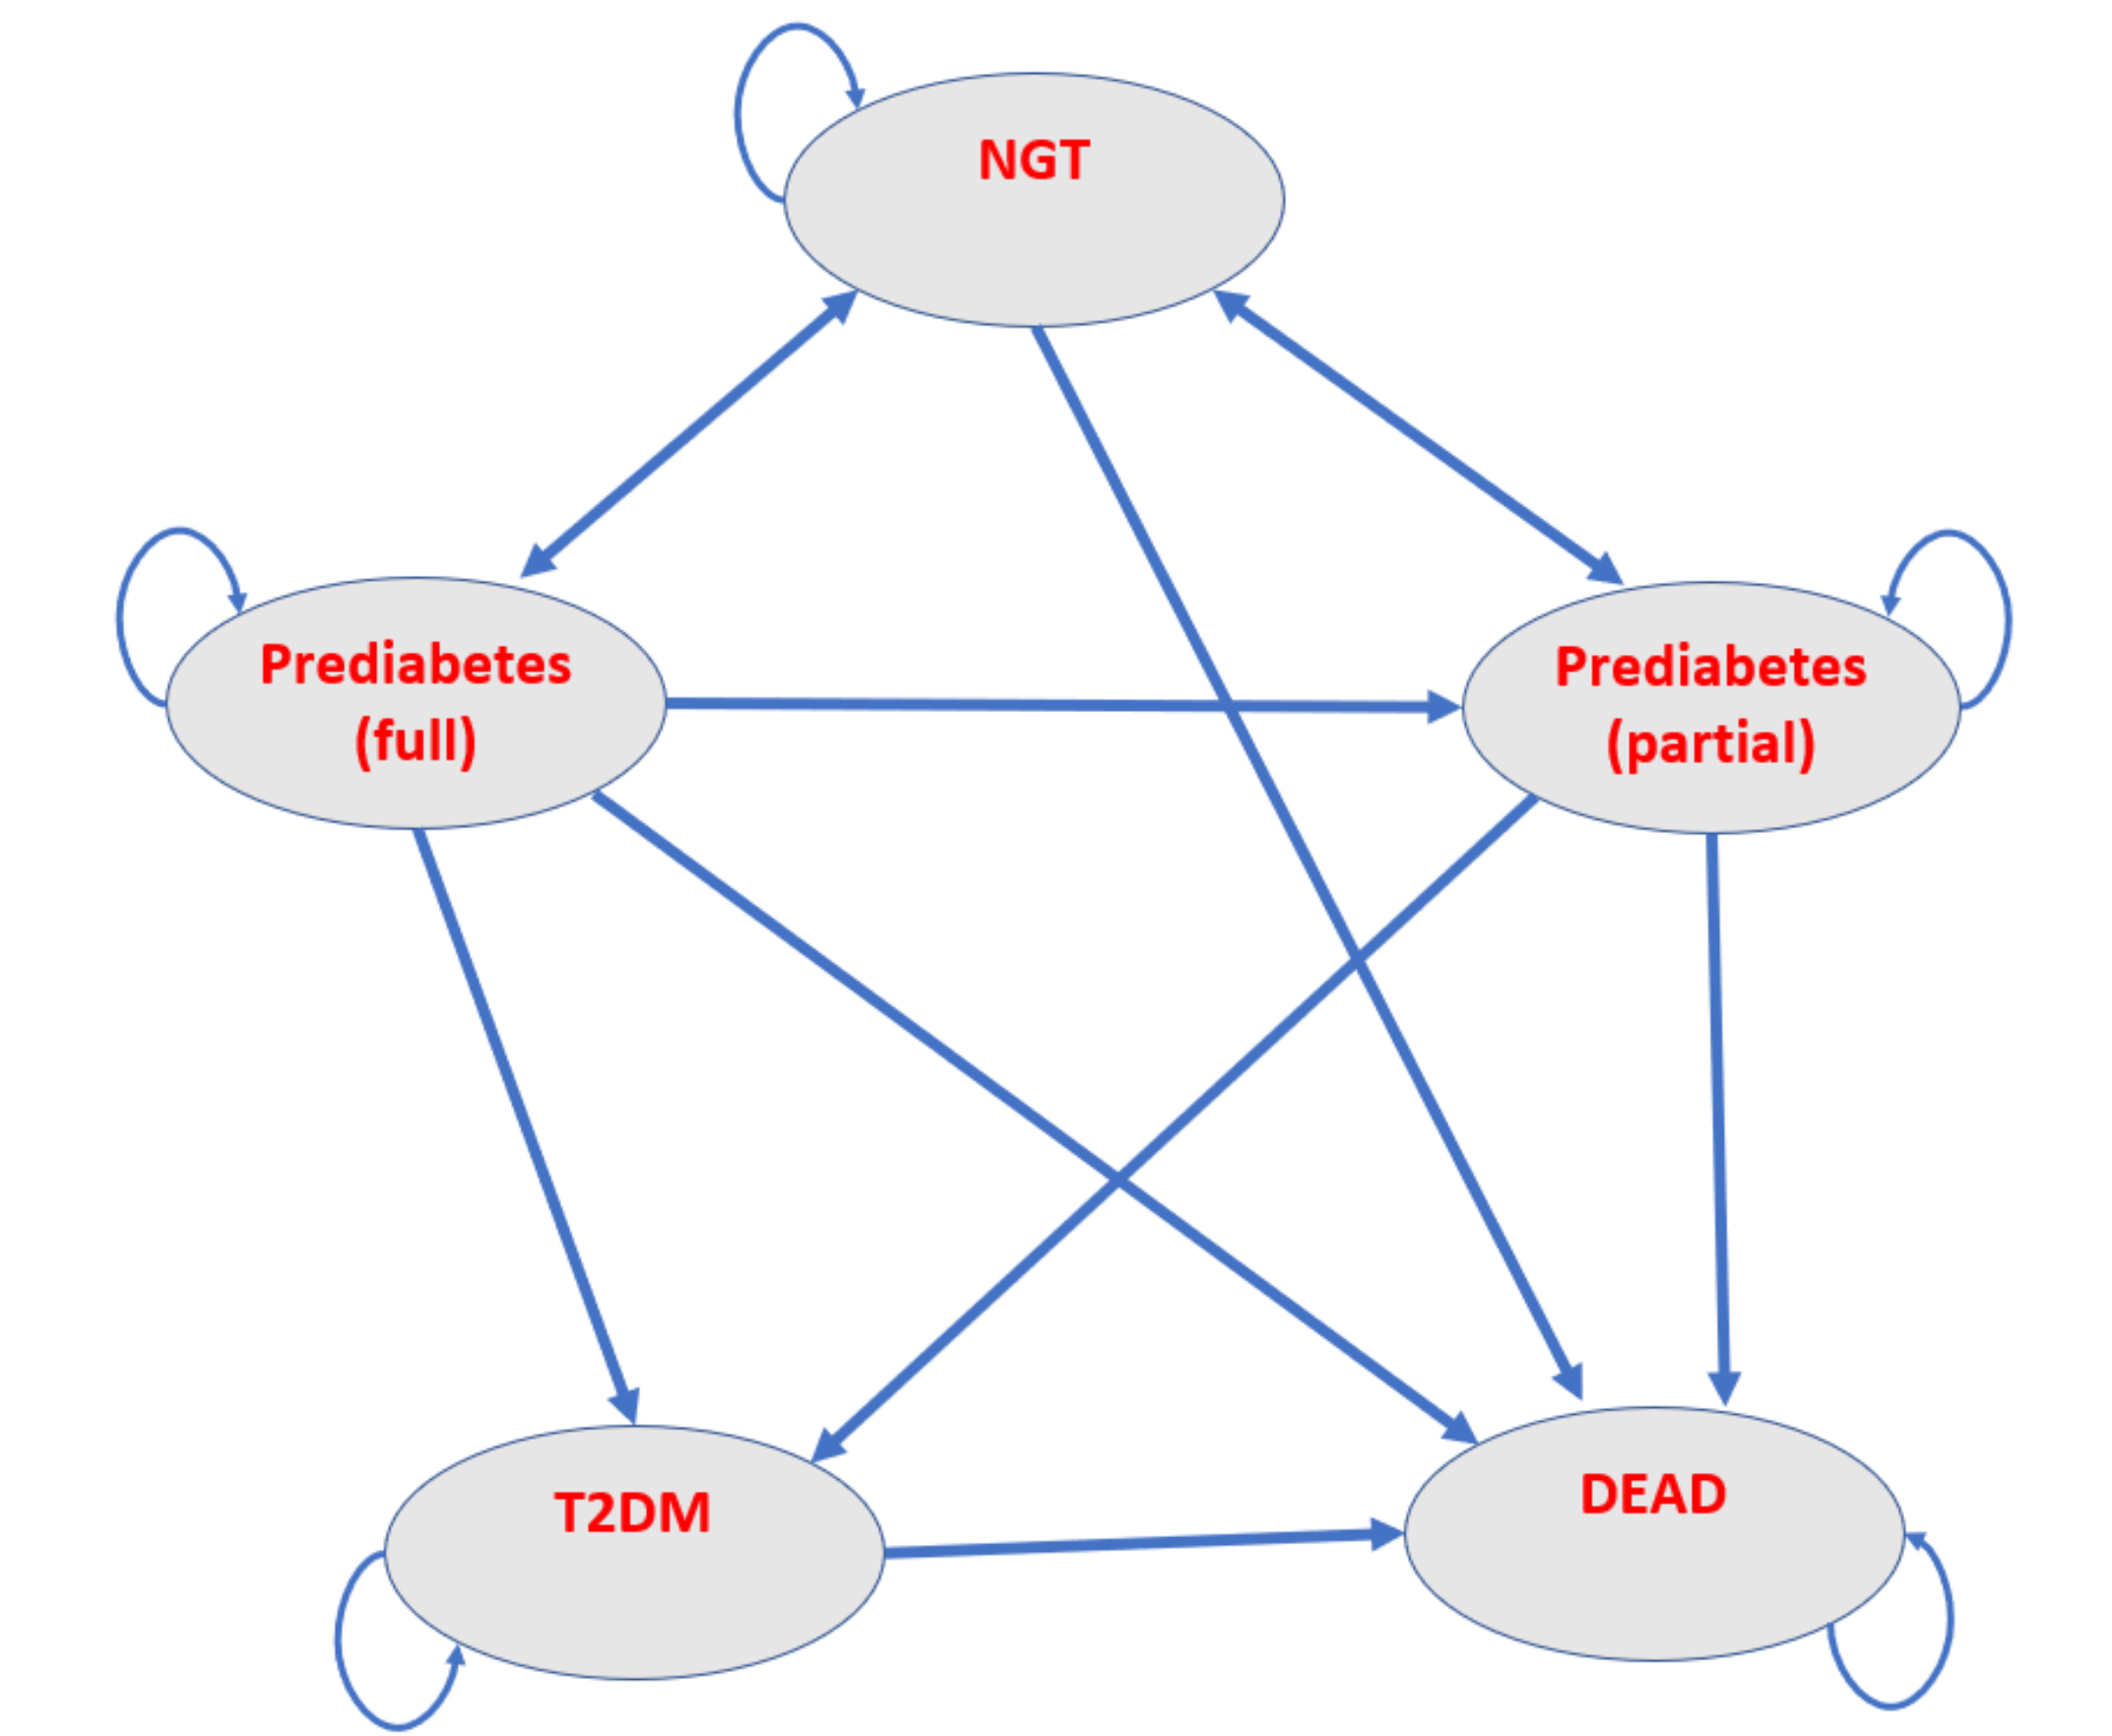 NGT
Prediabetes
(full)
Prediabetes
(partial)
T2DM
DEAD